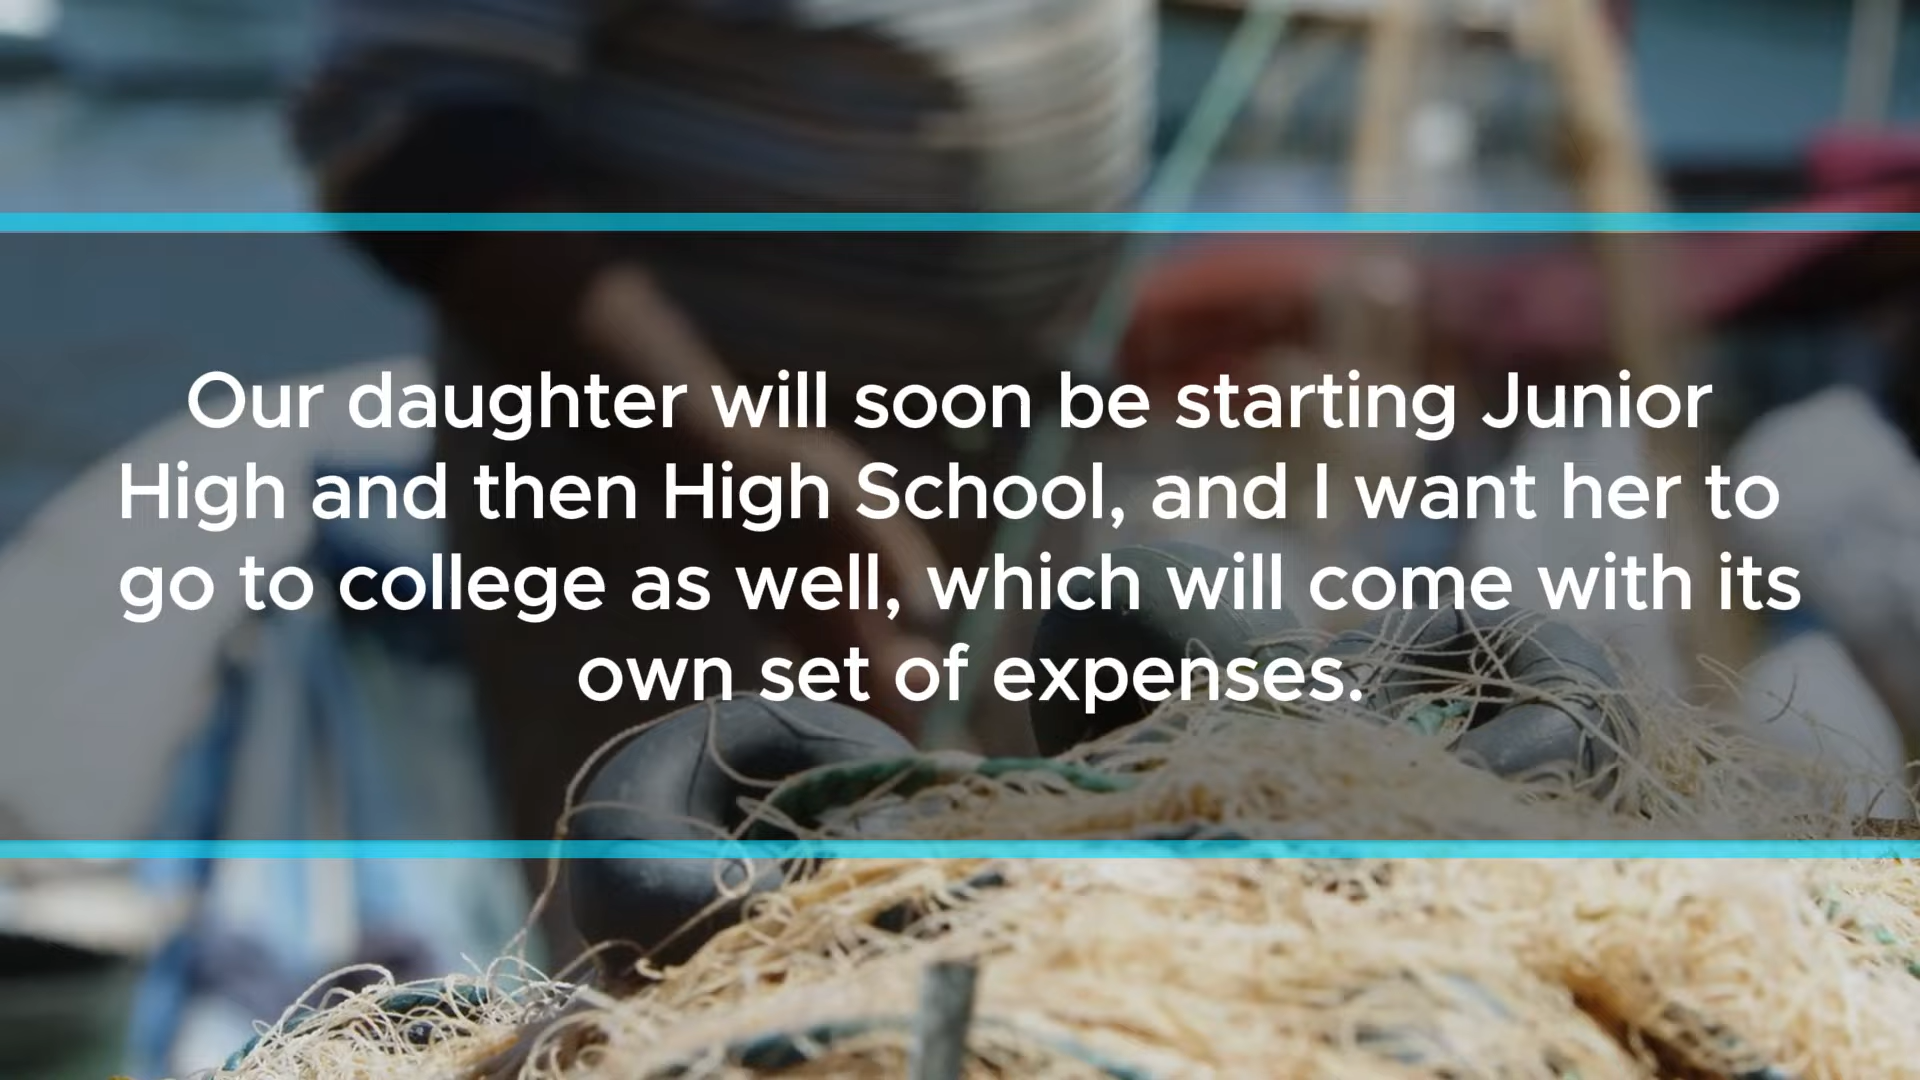 Our daughter will soon be starting Junior
High and then High School, and I want her to
go to college as well, which will come with its
own set of expenses.